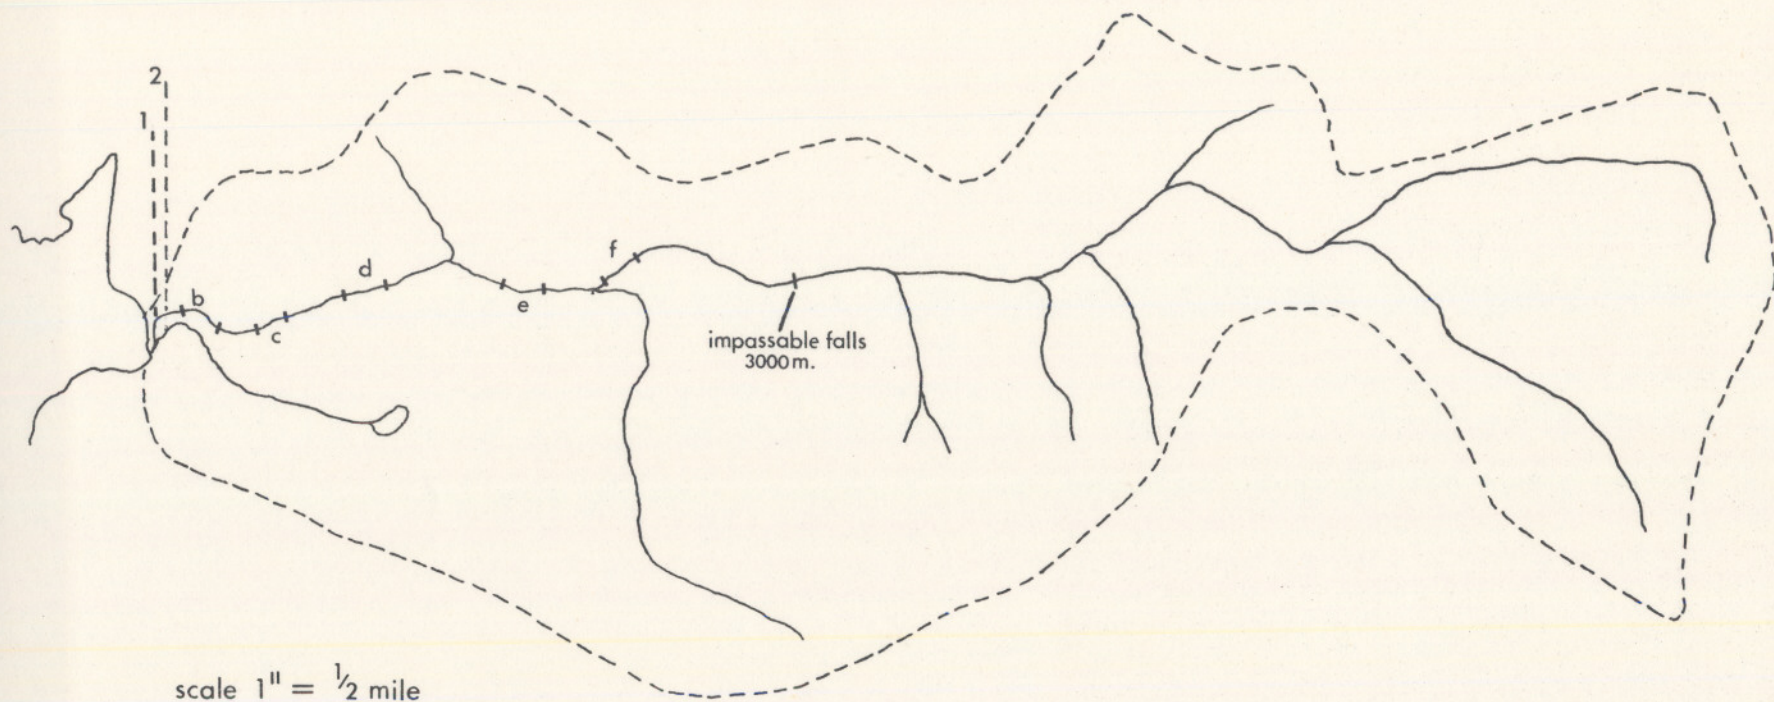 2
1
b
c
d
e
f
impassable falls
3000 m.
scale 1" = 1/2 mile